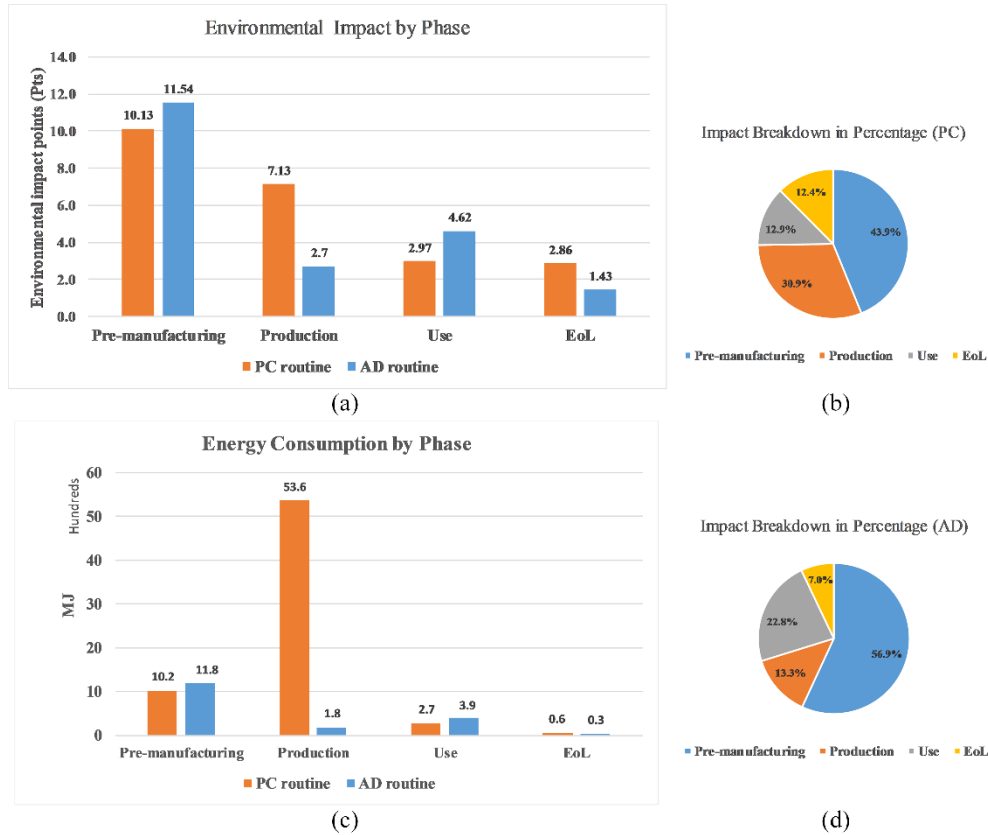 Environmental Impact by Phase
Environmental impact points (Pts)
14.0
12.0
10.0
8.0
6.0
4.0
2.0
0.0
10.13
11.54
7.13
2.7
2.97
4.62
2.86
1.43
Pre-manufacturing Production Use EoL
PC routine AD routine
(a)
Impact Breakdown in Percentage (PC)
12.4%
12.9%
43.9%
30.9%
Pre-manufacturing Production Use EoL
(b)
Energy Consumption by Phase
Hundreds
MJ
60
50
40
30
20
10
0
10.2
11.8
53.6
1.8
2.7
3.9
0.6
0.3
Pre-manufacturing Production Use EoL
PC routine AD routine
(c)
Impact Breakdown in Percentage (AD)
7.0%
22.8%
56.9%
13.3%
Pre-manufacturing Production Use EoL
(d)